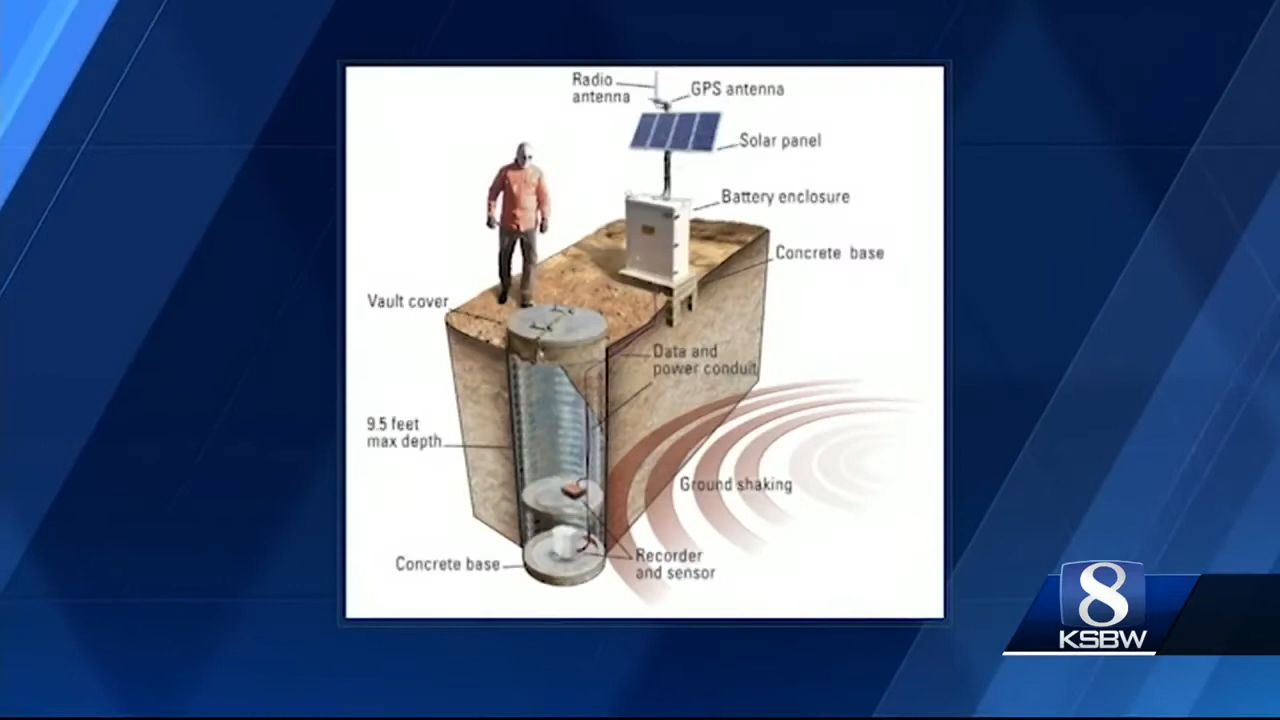 Radio
antenna
GPS antenna
Solar panel
Battery enclosure
Concrete base
Vault cover
Data and
power conduit
9.5 feet
max depth
Ground shaking
Concrete base
Recorder
and sensor
8
KSBW